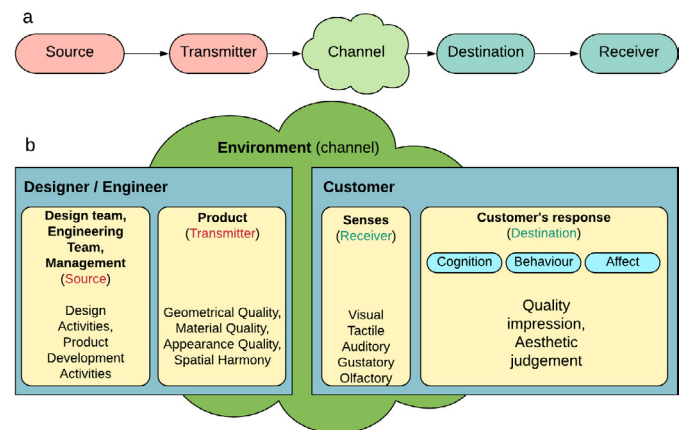 a
Source
Transmitter
Channel
Destination
Receiver
b
Environment (channel)
Designer / Engineer
Design team,
Engineering
Team,
Management
(Source)
Design
Activities,
Product
Development
Activities
Product
(Transmitter)
Geometrical Quality,
Material Quality,
Appearance Quality,
Spatial Harmony
Customer
Senses
(Receiver)
Visual
Tactile
Auditory
Gustatory
Olfactory
Customer's response
(Destination)
Cognition
Behaviour
Affect
Quality
impression,
Aesthetic
judgement